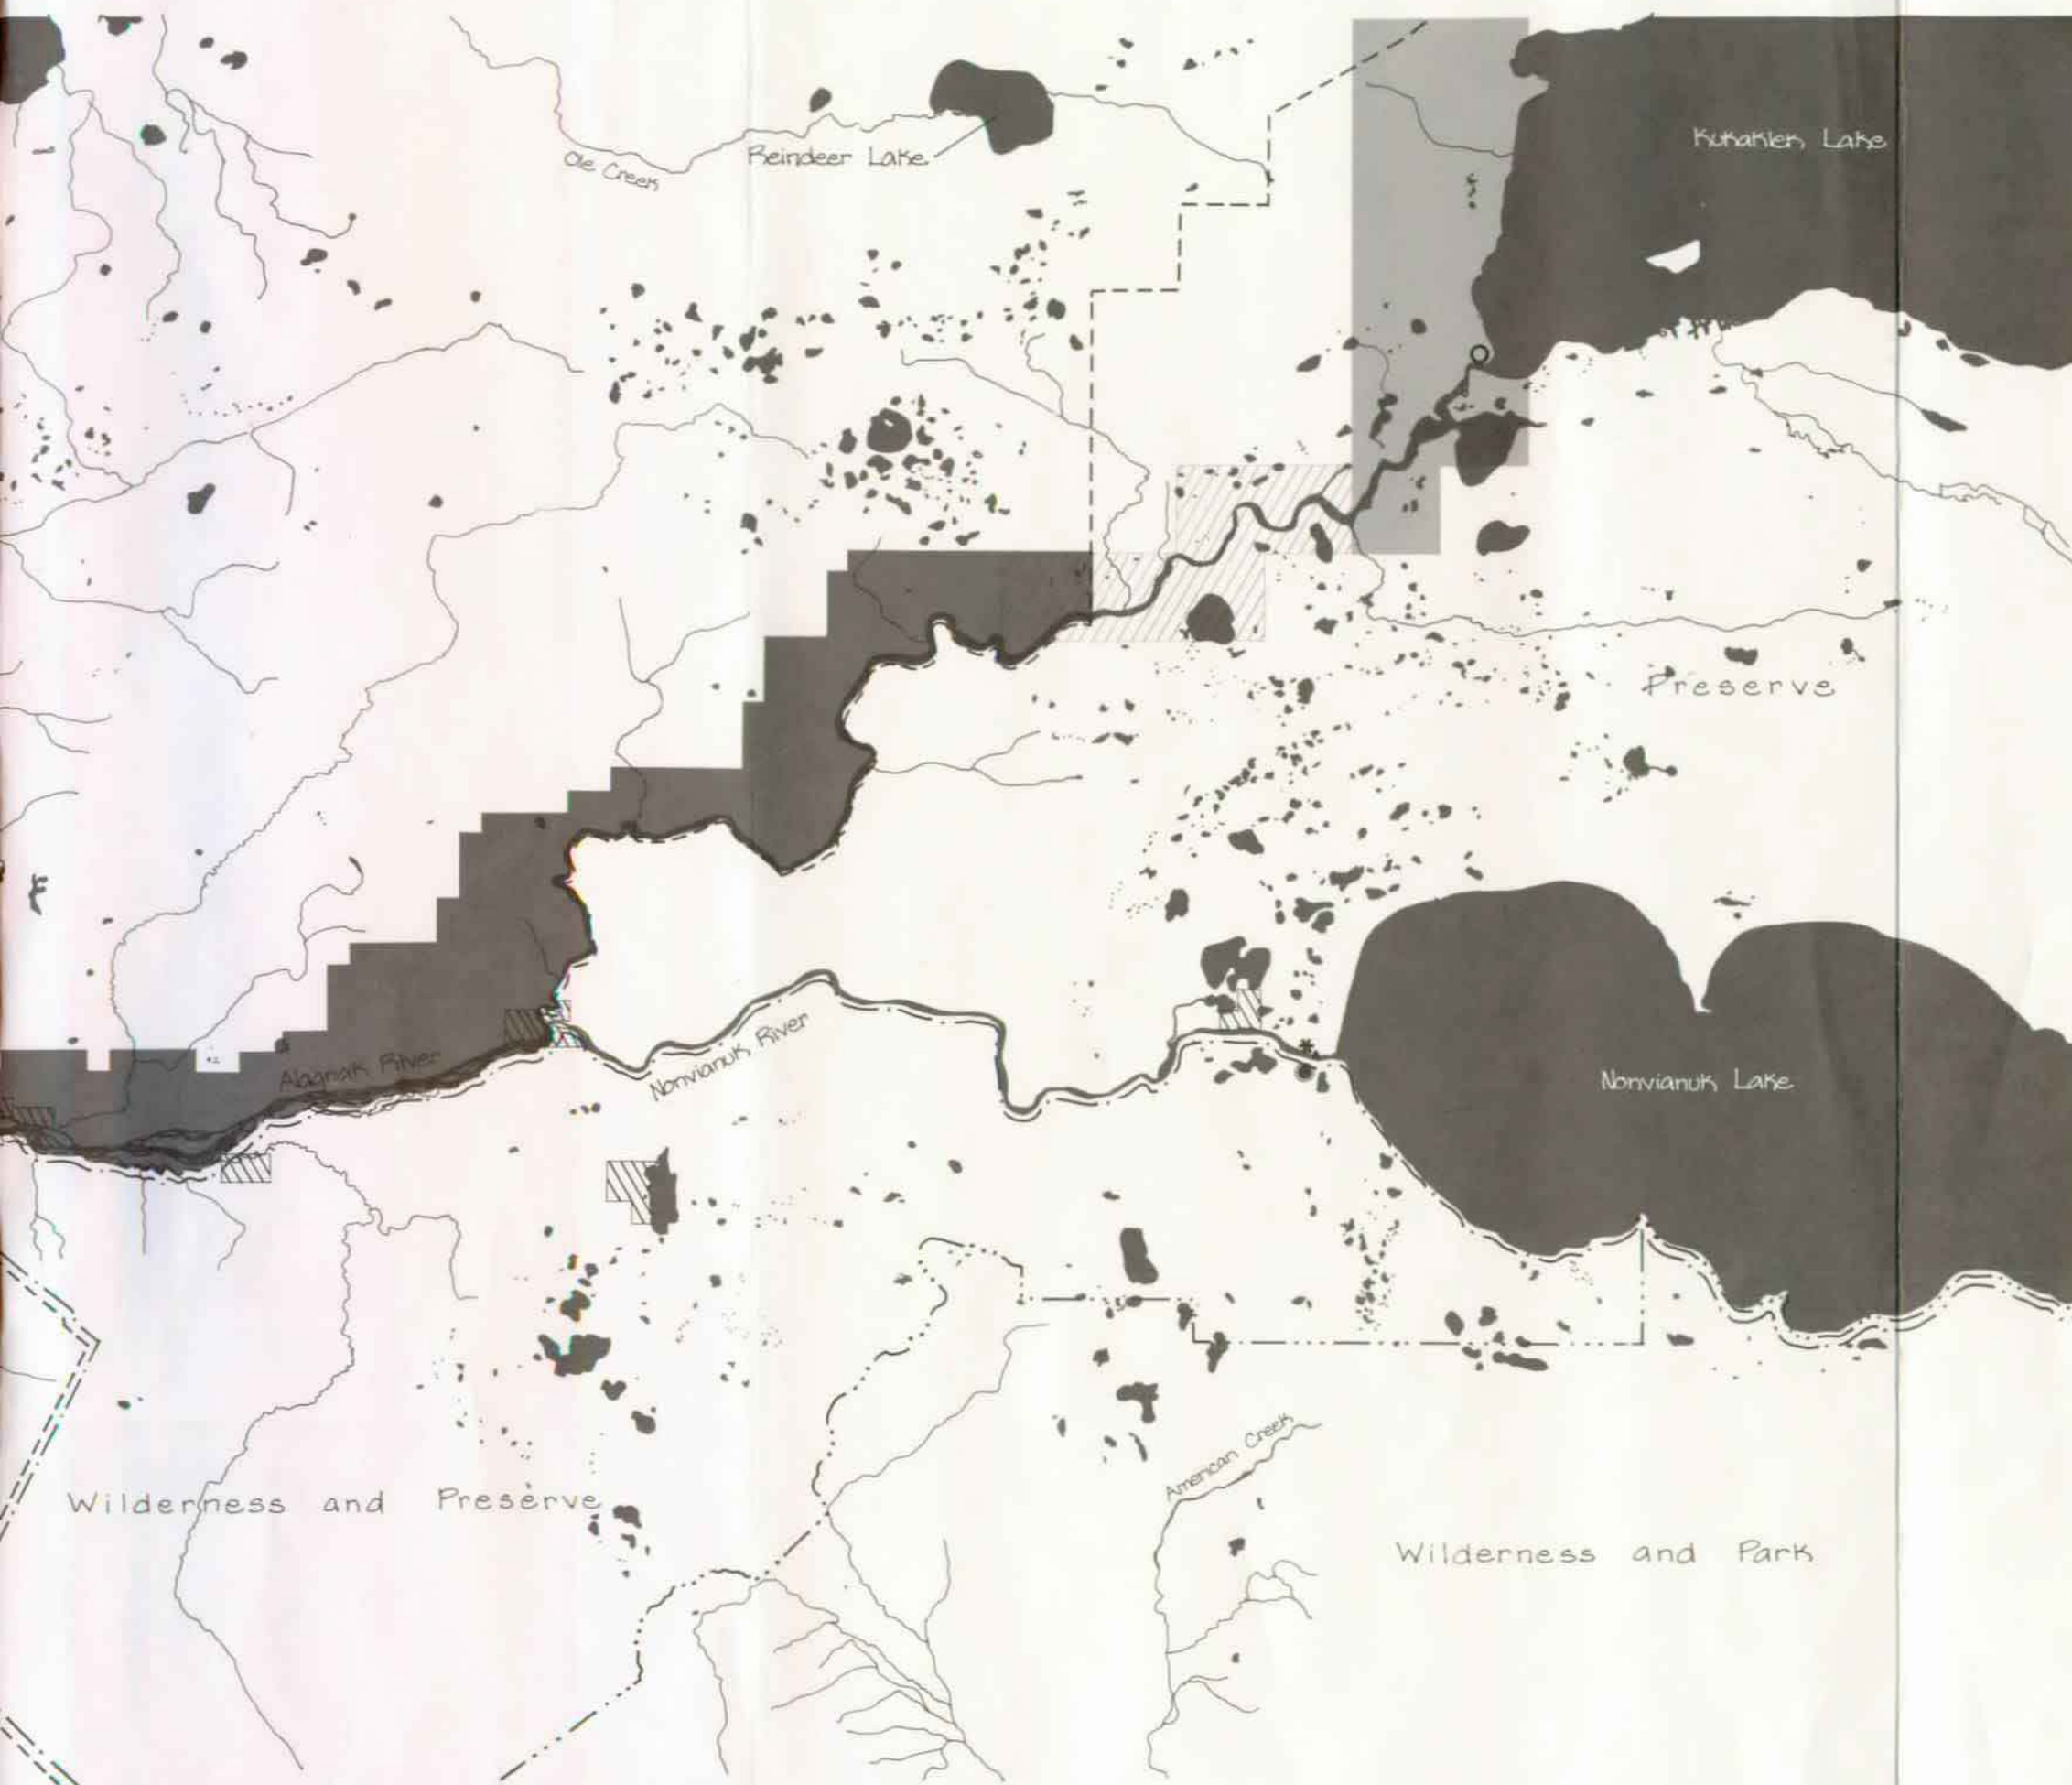 Kukaklek Lake
Reindeer Lake
Ole Creek
Preserve
Alagnak River
Nonvianuk River
Nonvianuk Lake
American Creek
Wilderness and Preserve
Wilderness and Park